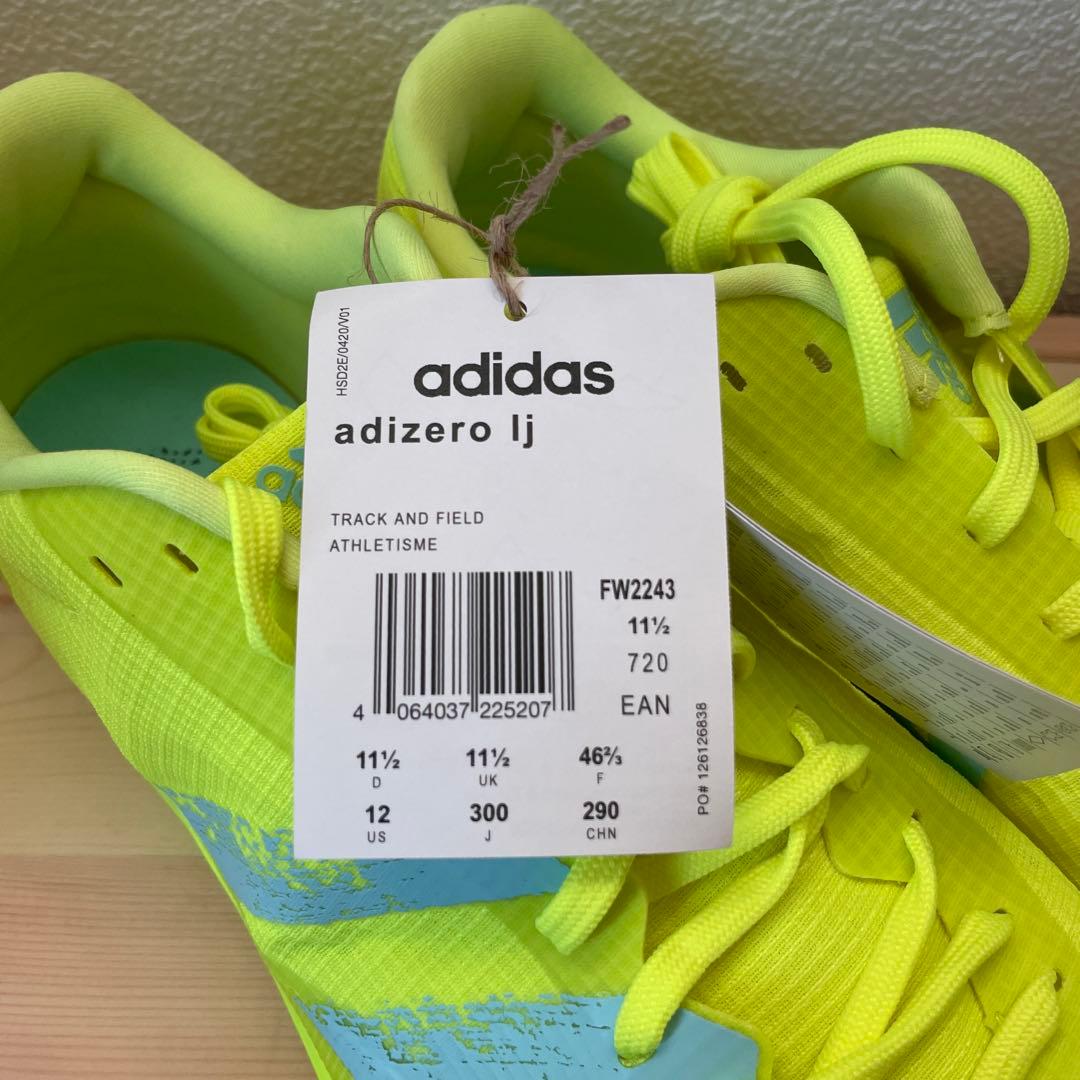 HSD2E/0420/V01
adidas
adizero lj
TRACK AND FIELD
ATHLETISME
FW2243
11½
720
EAN
4 064037 225207
11½ 11½ 46⅔
D UK F
12 300 290
US J CHN
PO# 126126838